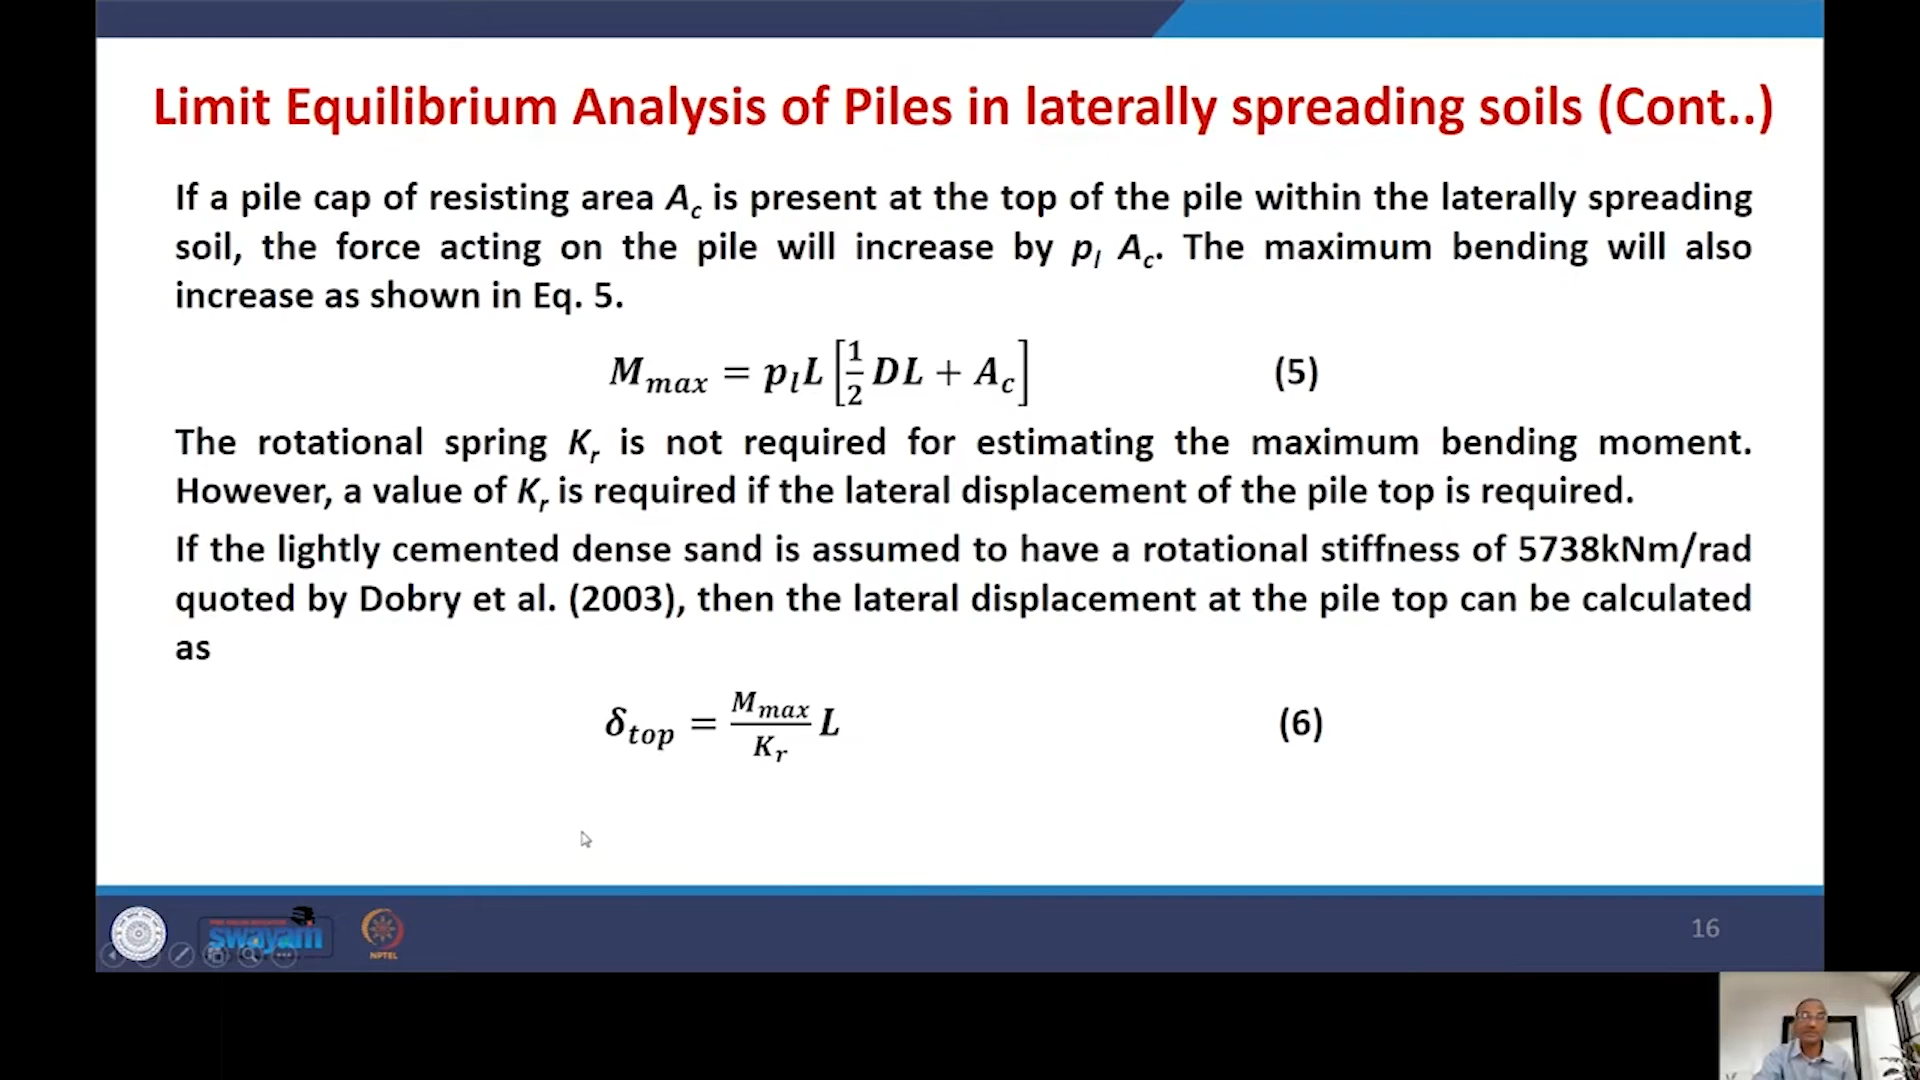 Limit Equilibrium Analysis of Piles in laterally spreading soils (Cont..)
If a pile cap of resisting area A_c is present at the top of the pile within the laterally spreading
soil, the force acting on the pile will increase by p_l A_c. The maximum bending will also
increase as shown in Eq. 5.
M_max = p_l L [1/2 DL + A_c] (5)
The rotational spring K_r is not required for estimating the maximum bending moment.
However, a value of K_r is required if the lateral displacement of the pile top is required.
If the lightly cemented dense sand is assumed to have a rotational stiffness of 5738kNm/rad
quoted by Dobry et al. (2003), then the lateral displacement at the pile top can be calculated
as
δ_top = M_max/K_r L (6)
swayam
NPTEL
16